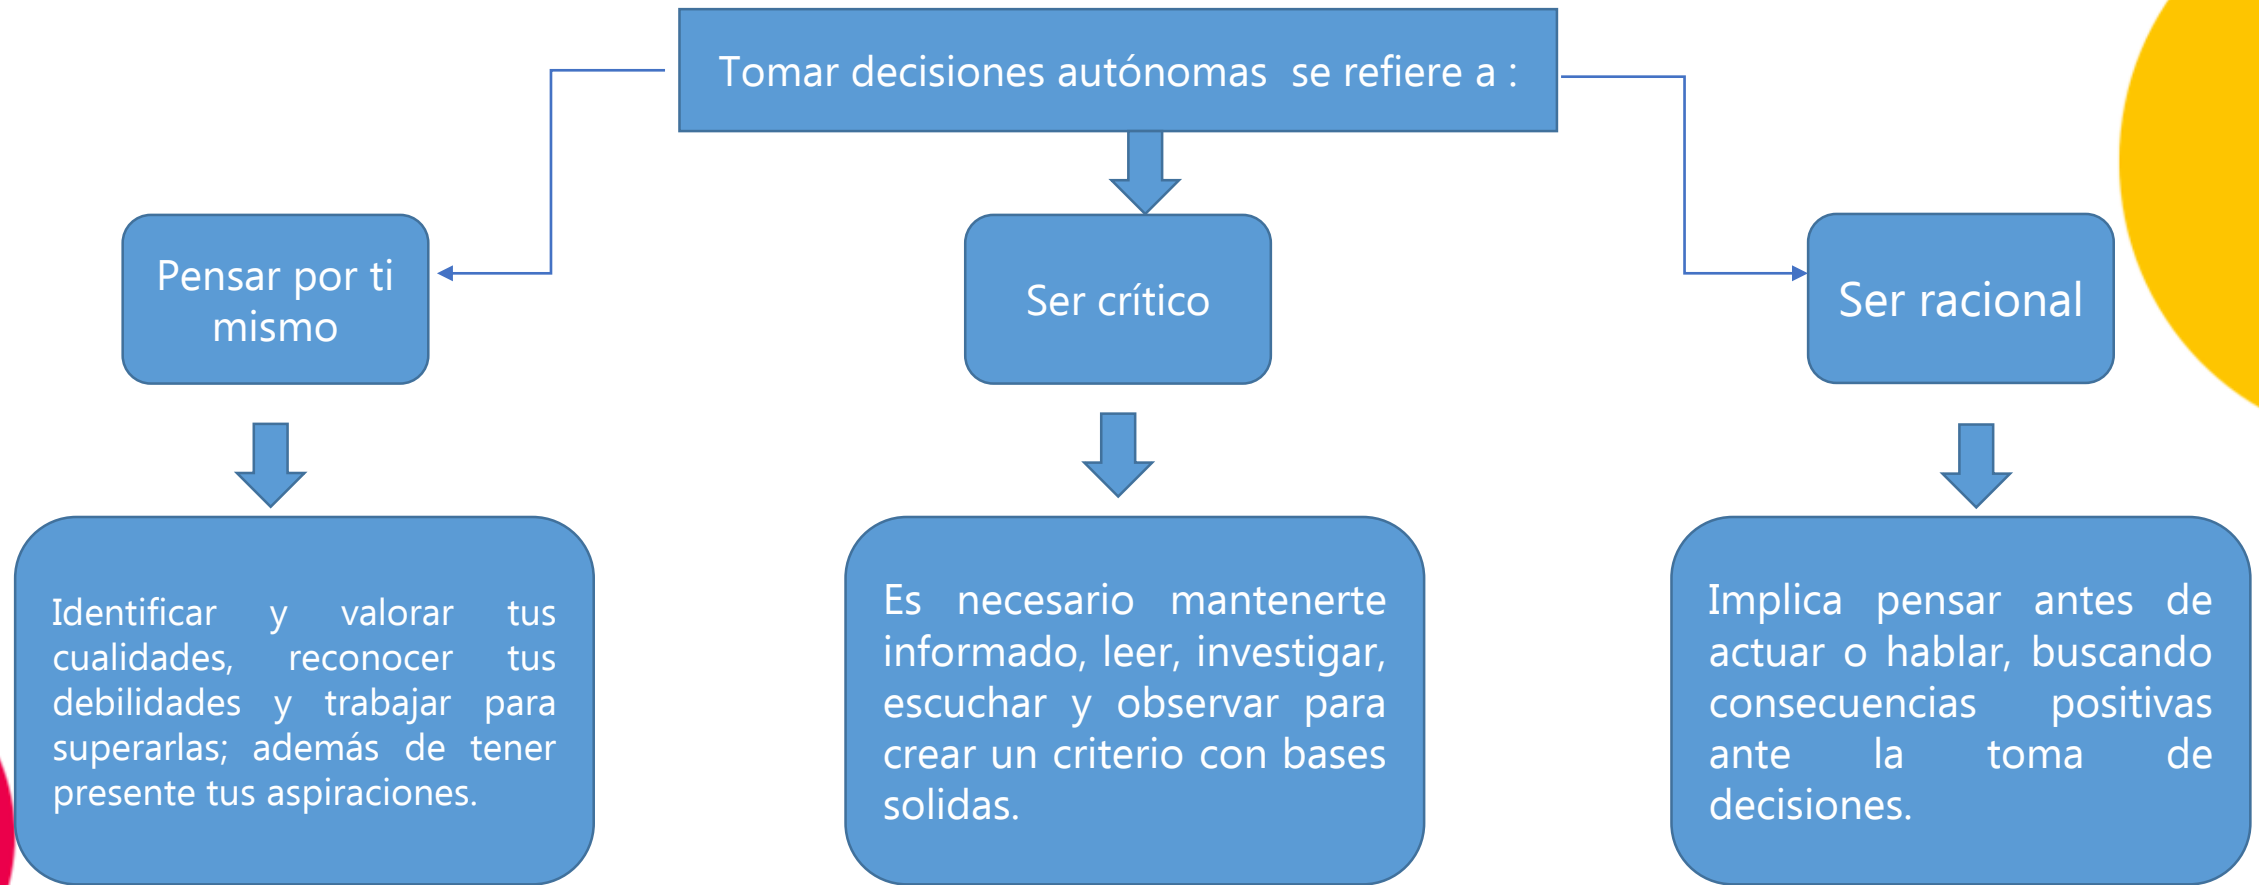 Tomar decisiones autónomas se refiere a :
Pensar por ti
mismo
Ser crítico
Ser racional
Identificar y valorar tus
cualidades, reconocer tus
debilidades y trabajar para
superarlas; además de tener
presente tus aspiraciones.
Es necesario mantenerte
informado, leer, investigar,
escuchar y observar para
crear un criterio con bases
solidas.
Implica pensar antes de
actuar o hablar, buscando
consecuencias positivas
ante la toma de
decisiones.